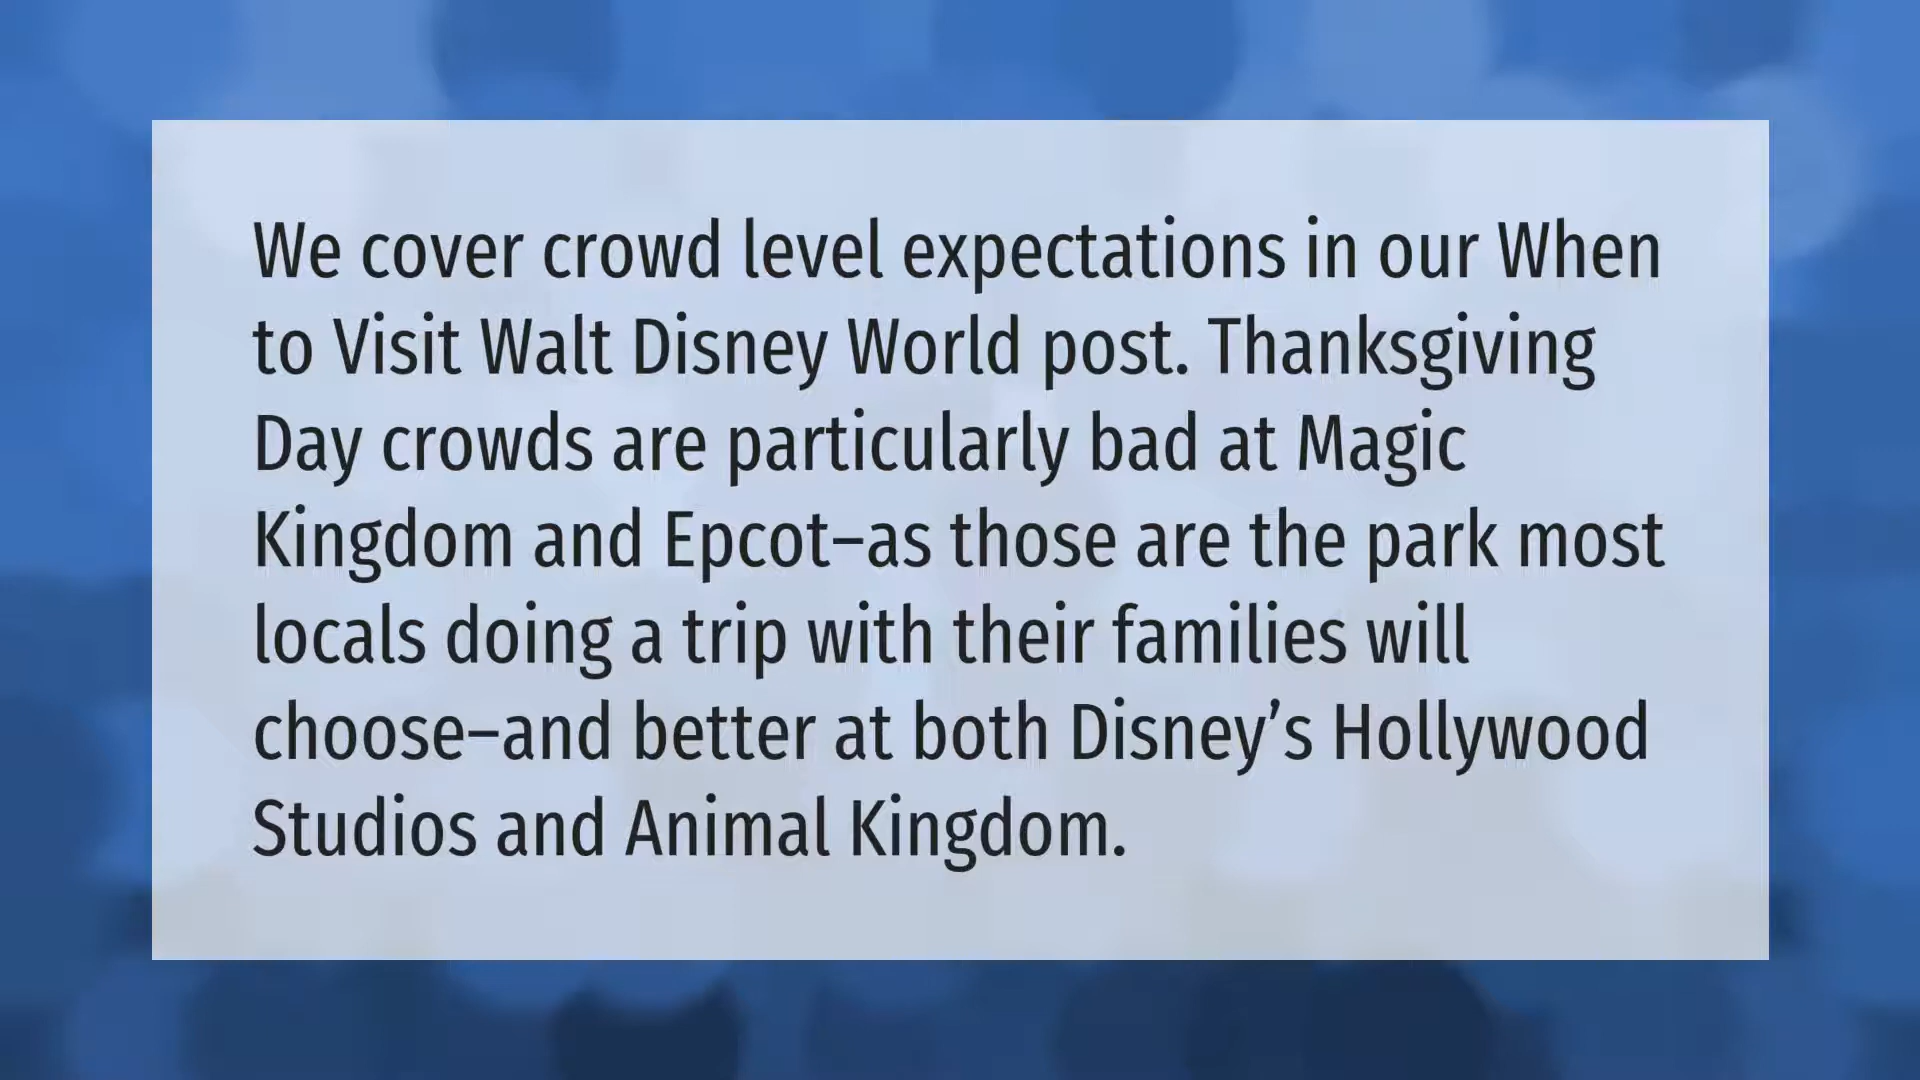 We cover crowd level expectations in our When
to Visit Walt Disney World post. Thanksgiving
Day crowds are particularly bad at Magic
Kingdom and Epcot–as those are the park most
locals doing a trip with their families will
choose–and better at both Disney’s Hollywood
Studios and Animal Kingdom.